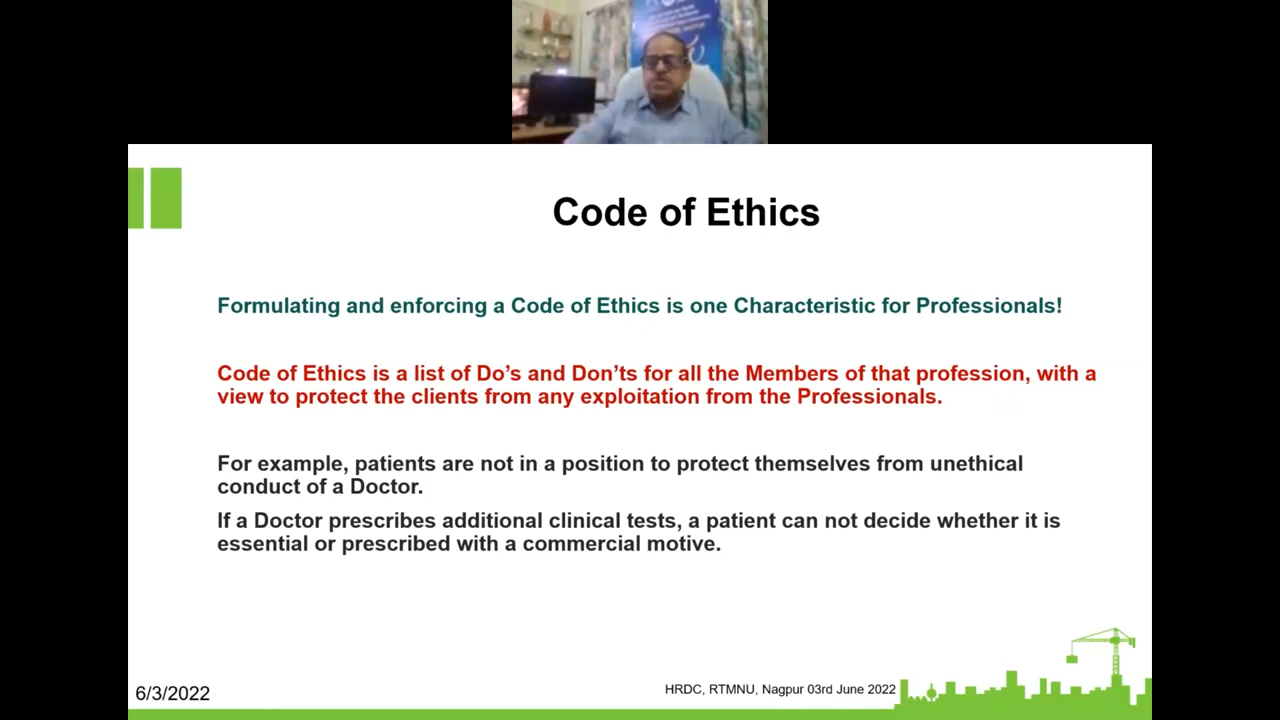 Code of Ethics
Formulating and enforcing a Code of Ethics is one Characteristic for Professionals!
Code of Ethics is a list of Do’s and Don’ts for all the Members of that profession, with a
view to protect the clients from any exploitation from the Professionals.
For example, patients are not in a position to protect themselves from unethical
conduct of a Doctor.
If a Doctor prescribes additional clinical tests, a patient can not decide whether it is
essential or prescribed with a commercial motive.
6/3/2022
HRDC, RTMNU, Nagpur 03rd June 2022